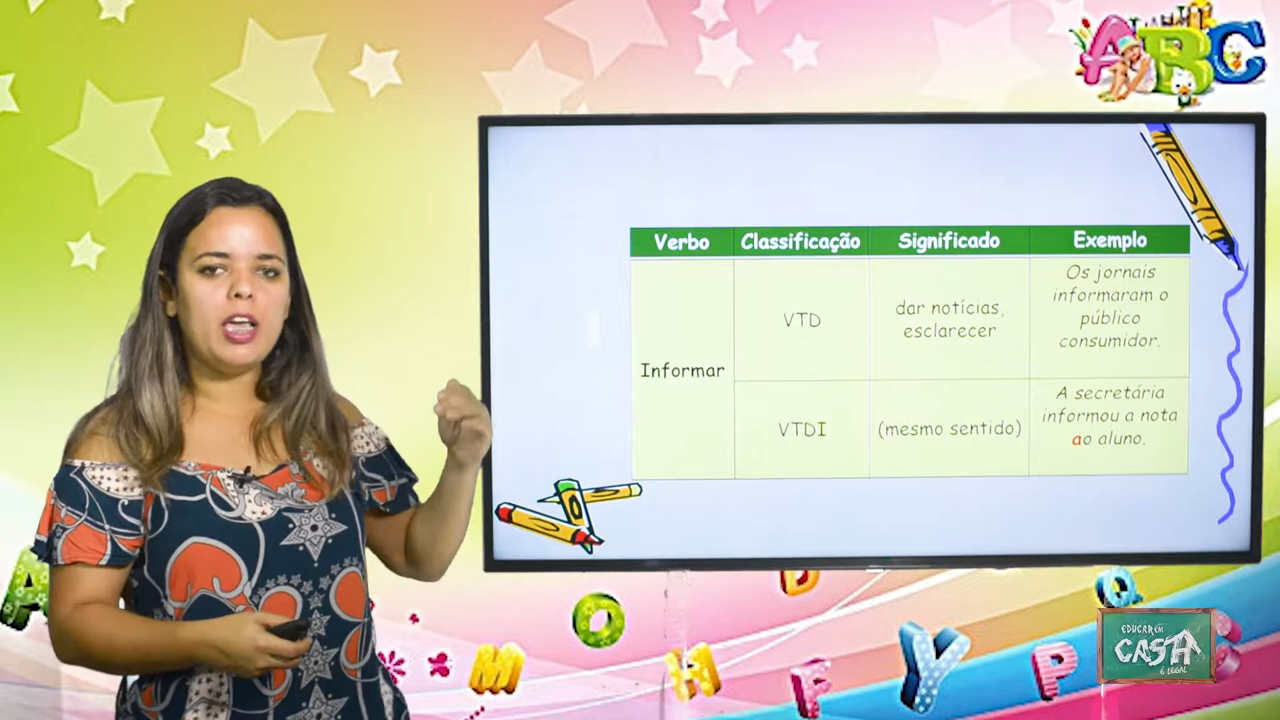 ABC
Verbo Classificação Significado Exemplo
Informar
VTD
dar notícias,
esclarecer
Os jornais
informaram o
público
consumidor.
VTDI
(mesmo sentido)
A secretária
informou a nota
ao aluno.
A
M
O
H
D
F
Y
P
Q
EDUCAR EM
CASA
É LEGAL